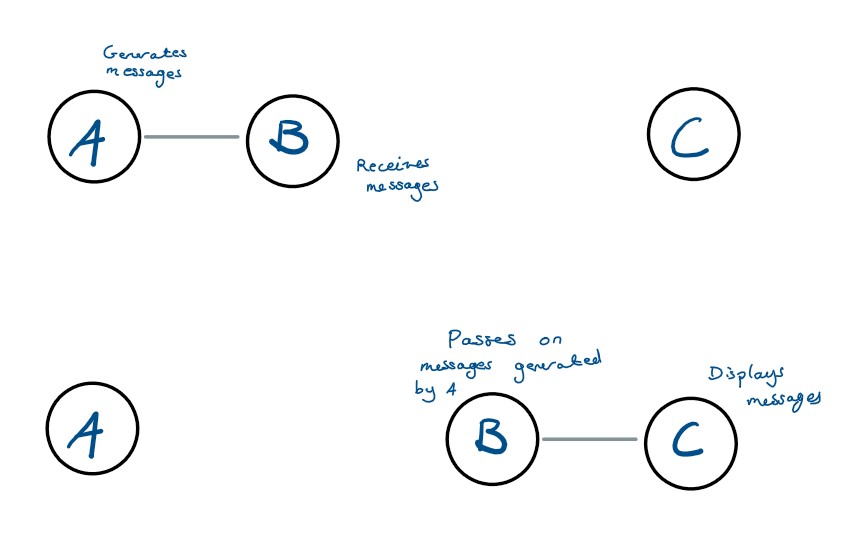 Generates
messages
A
B
C
Receives
messages
Passes on
messages generated
by A
Displays
messages
A
B
C